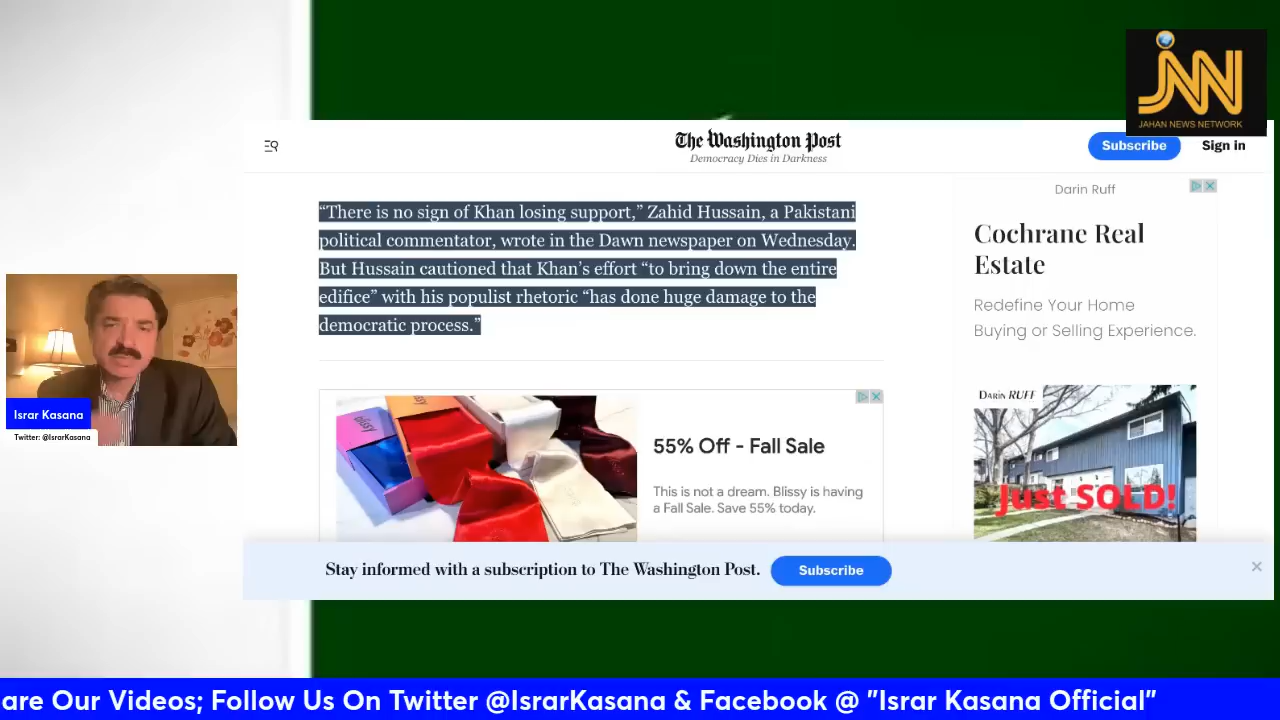 JNN
JAHAN NEWS NETWORK
The Washington Post
Democracy Dies in Darkness
Subscribe
Sign in
“There is no sign of Khan losing support,” Zahid Hussain, a Pakistani
political commentator, wrote in the Dawn newspaper on Wednesday.
But Hussain cautioned that Khan’s effort “to bring down the entire
edifice” with his populist rhetoric “has done huge damage to the
democratic process.”
Darin Ruff
Cochrane Real
Estate
Redefine Your Home
Buying or Selling Experience.
DARIN RUFF
Just SOLD!
55% Off - Fall Sale
This is not a dream. Blissy is having
a Fall Sale. Save 55% today.
Israr Kasana
Twitter: @IsrarKasana
Stay informed with a subscription to The Washington Post.
Subscribe
are Our Videos; Follow Us On Twitter @IsrarKasana & Facebook @ "Israr Kasana Official"